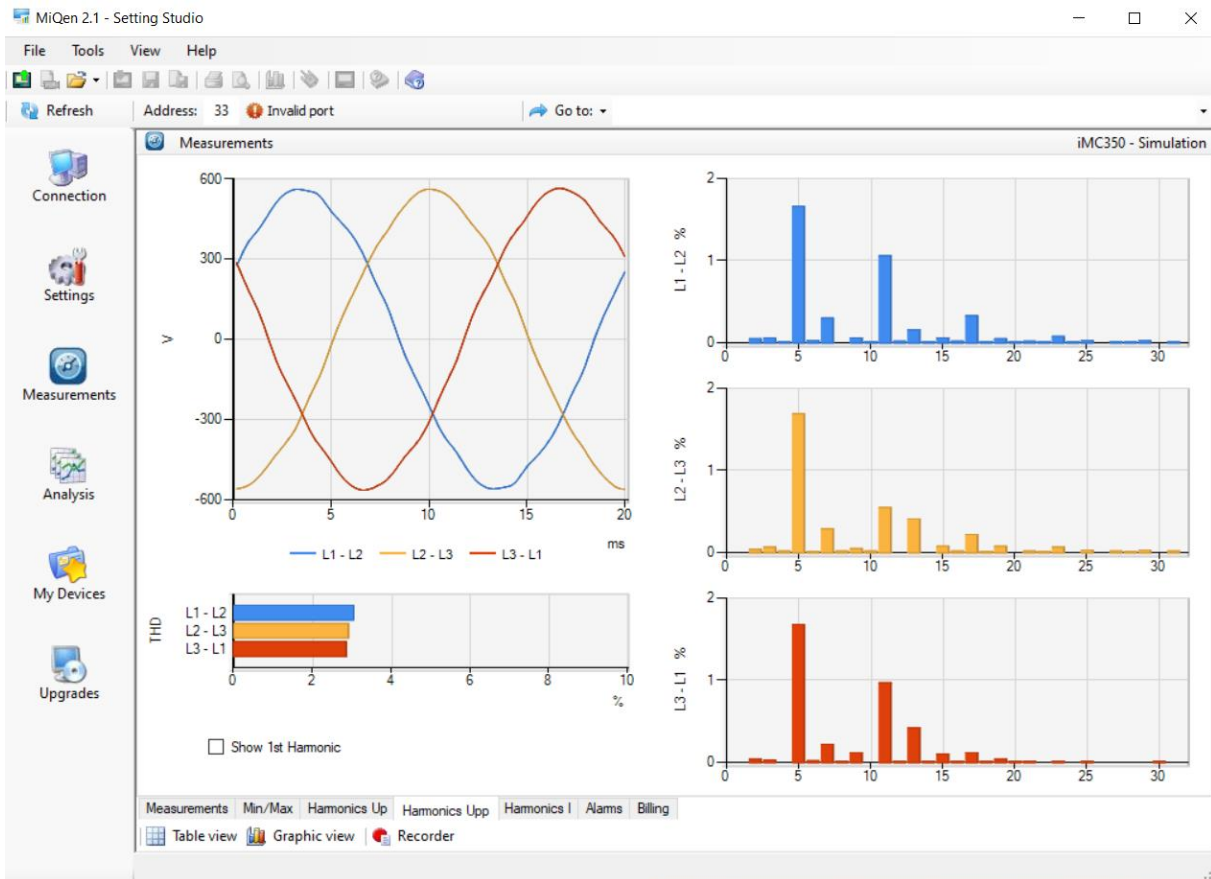 MiQen 2.1 - Setting Studio
File Tools View Help
Refresh Address: 33 Invalid port Go to:
Measurements iMC350 - Simulation
Connection
Settings
Measurements
Analysis
My Devices
Upgrades
600
300
0
-300
-600
V
0 5 10 15 20
ms
L1 - L2 L2 - L3 L3 - L1
THD
L1 - L2
L2 - L3
L3 - L1
0 2 4 6 8 10
%
Show 1st Harmonic
2
1
0
L1 - L2 %
0 5 10 15 20 25 30
2
1
0
L2 - L3 %
0 5 10 15 20 25 30
2
1
0
L3 - L1 %
0 5 10 15 20 25 30
Measurements Min/Max Harmonics Up Harmonics Upp Harmonics I Alarms Billing
Table view Graphic view Recorder